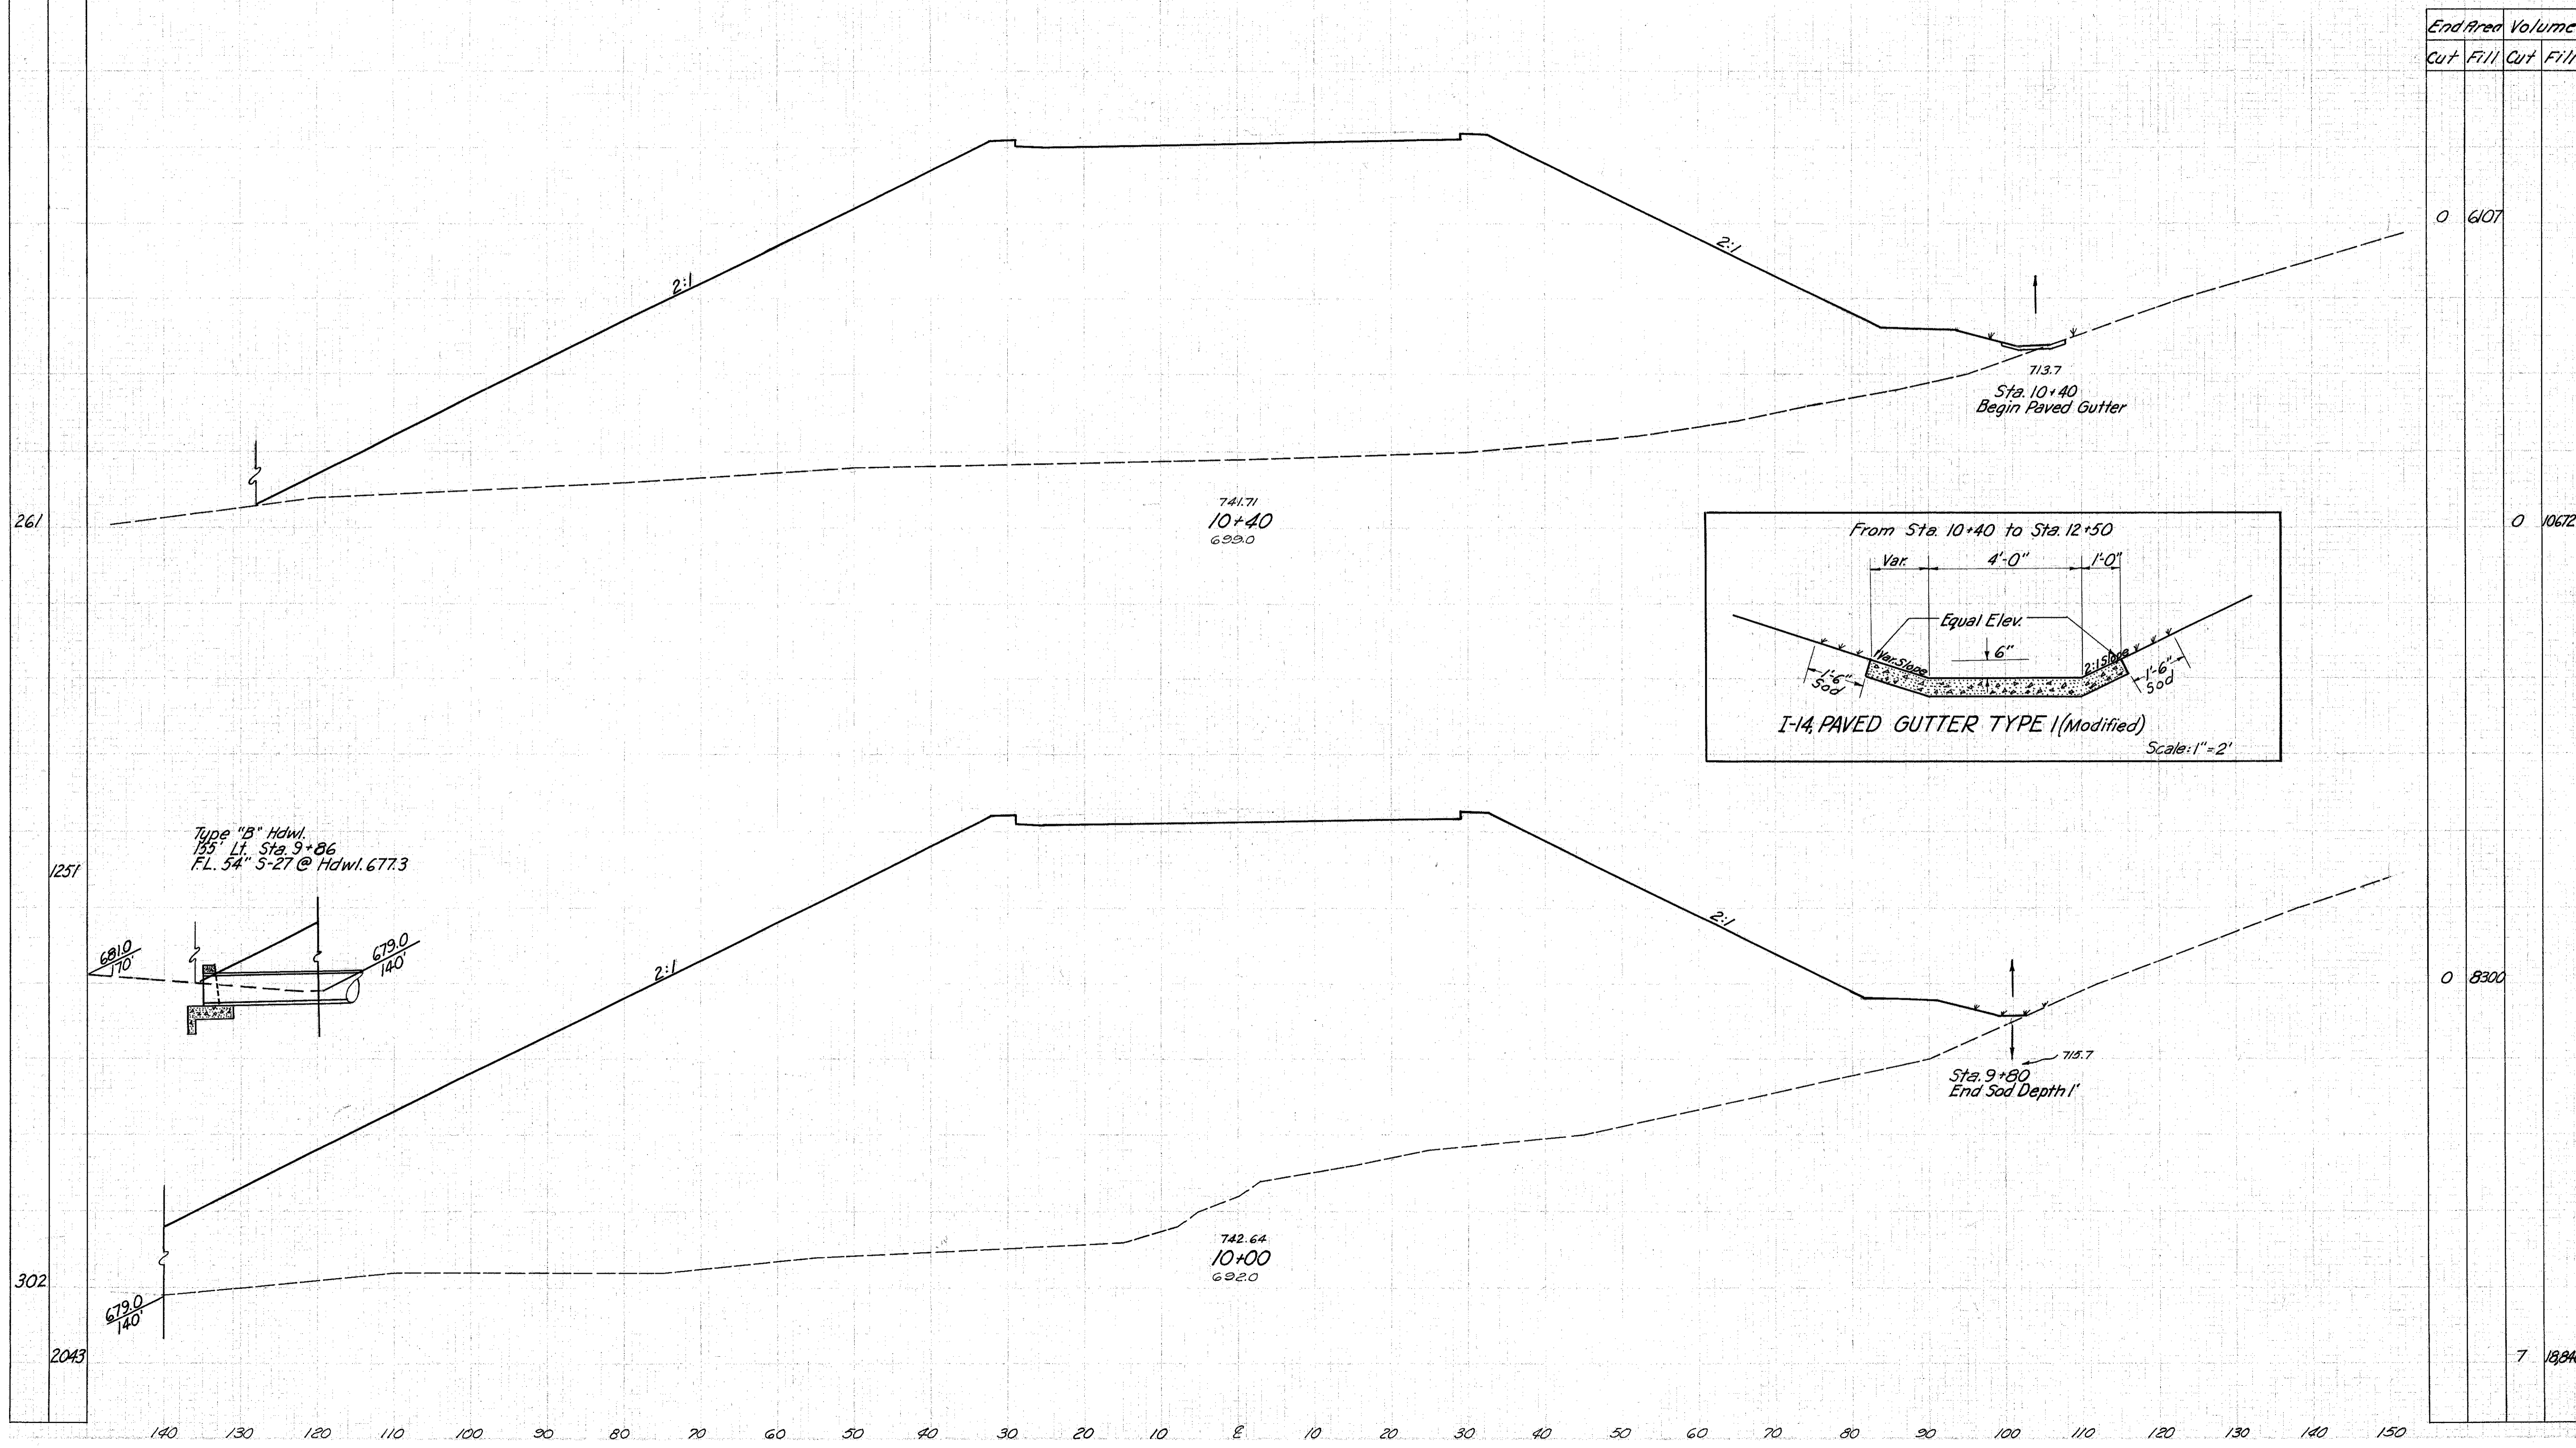 End Area Volume
Cut Fill Cut Fill
0 6107
2:1
2:1
713.7
Sta. 10+40
Begin Paved Gutter
261
741.71
10+40
699.0
0 10672
From Sta. 10+40 to Sta. 12+50
Var. 4'-0" 1'-0"
Equal Elev.
6"
Var. Slope
2:1 Slope
1'-6"
Sod
1'-6"
Sod
I-14, PAVED GUTTER TYPE 1 (Modified)
Scale: 1"=2'
Type "B" Hdwl.
155' Lt. Sta. 9+86
F.L. 54" S-27 @ Hdwl. 677.3
1251
681.0
170'
679.0
140'
2:1
2:1
0 8300
715.7
Sta. 9+80
End Sod Depth 1'
742.64
10+00
692.0
302
679.0
140'
2043
7
140 130 120 110 100 90 80 70 60 50 40 30 20 10 ℄ 10 20 30 40 50 60 70 80 90 100 110 120 130 140 150